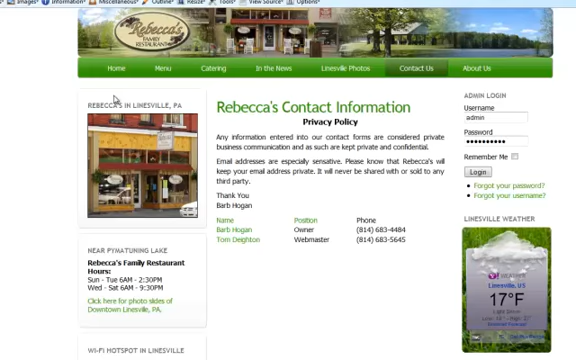 Images Information Miscellaneous Outline Resize Tools View Source Options
Rebecca's
FAMILY
RESTAURANT
Home Menu Catering In the News Linesville Photos Contact Us About Us
REBECCA'S IN LINESVILLE, PA
NEAR PYMATUNING LAKE
Rebecca's Family Restaurant
Hours:
Sun - Tue 6AM - 2:30PM
Wed - Sat 6AM - 9:30PM
Click here for photo slides of
Downtown Linesville, PA.
WI-FI HOTSPOT IN LINESVILLE
Rebecca's Contact Information
Privacy Policy
Any information entered into our contact forms are considered private
business communication and as such are kept private and confidential.
Email addresses are especially sensitive. Please know that Rebecca's will
keep your email address private. It will never be shared with or sold to any
third party.
Thank You
Barb Hogan
Name Position Phone
Barb Hogan Owner (814) 683-4484
Tom Deighton Webmaster (814) 683-5645
ADMIN LOGIN
Username
admin
Password
••••••••••
Remember Me
Login
Forgot your password?
Forgot your username?
LINESVILLE WEATHER
WEATHER
Linesville, US
17°F